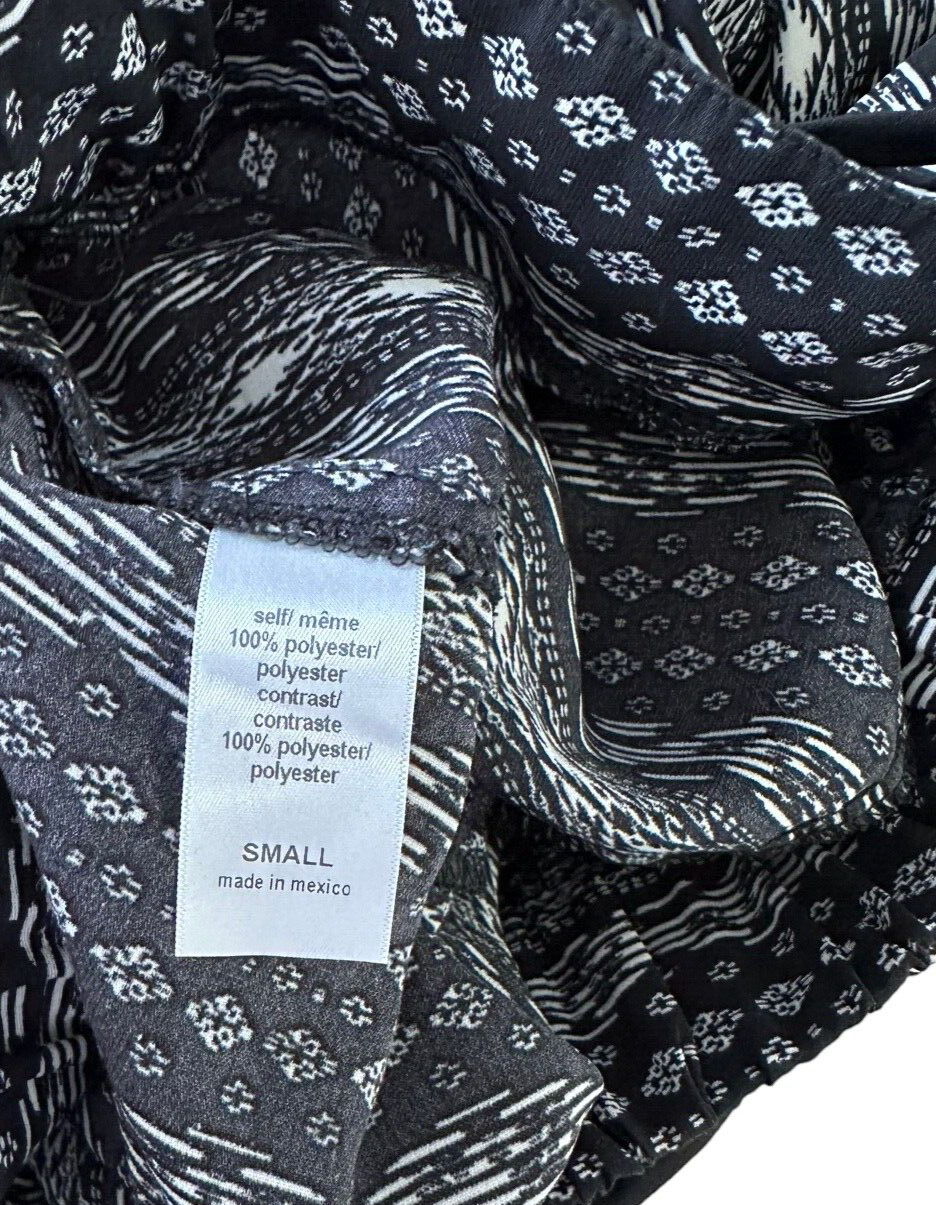 self/ même
100% polyester/
polyester
contrast/
contraste
100% polyester/
polyester
SMALL
made in mexico